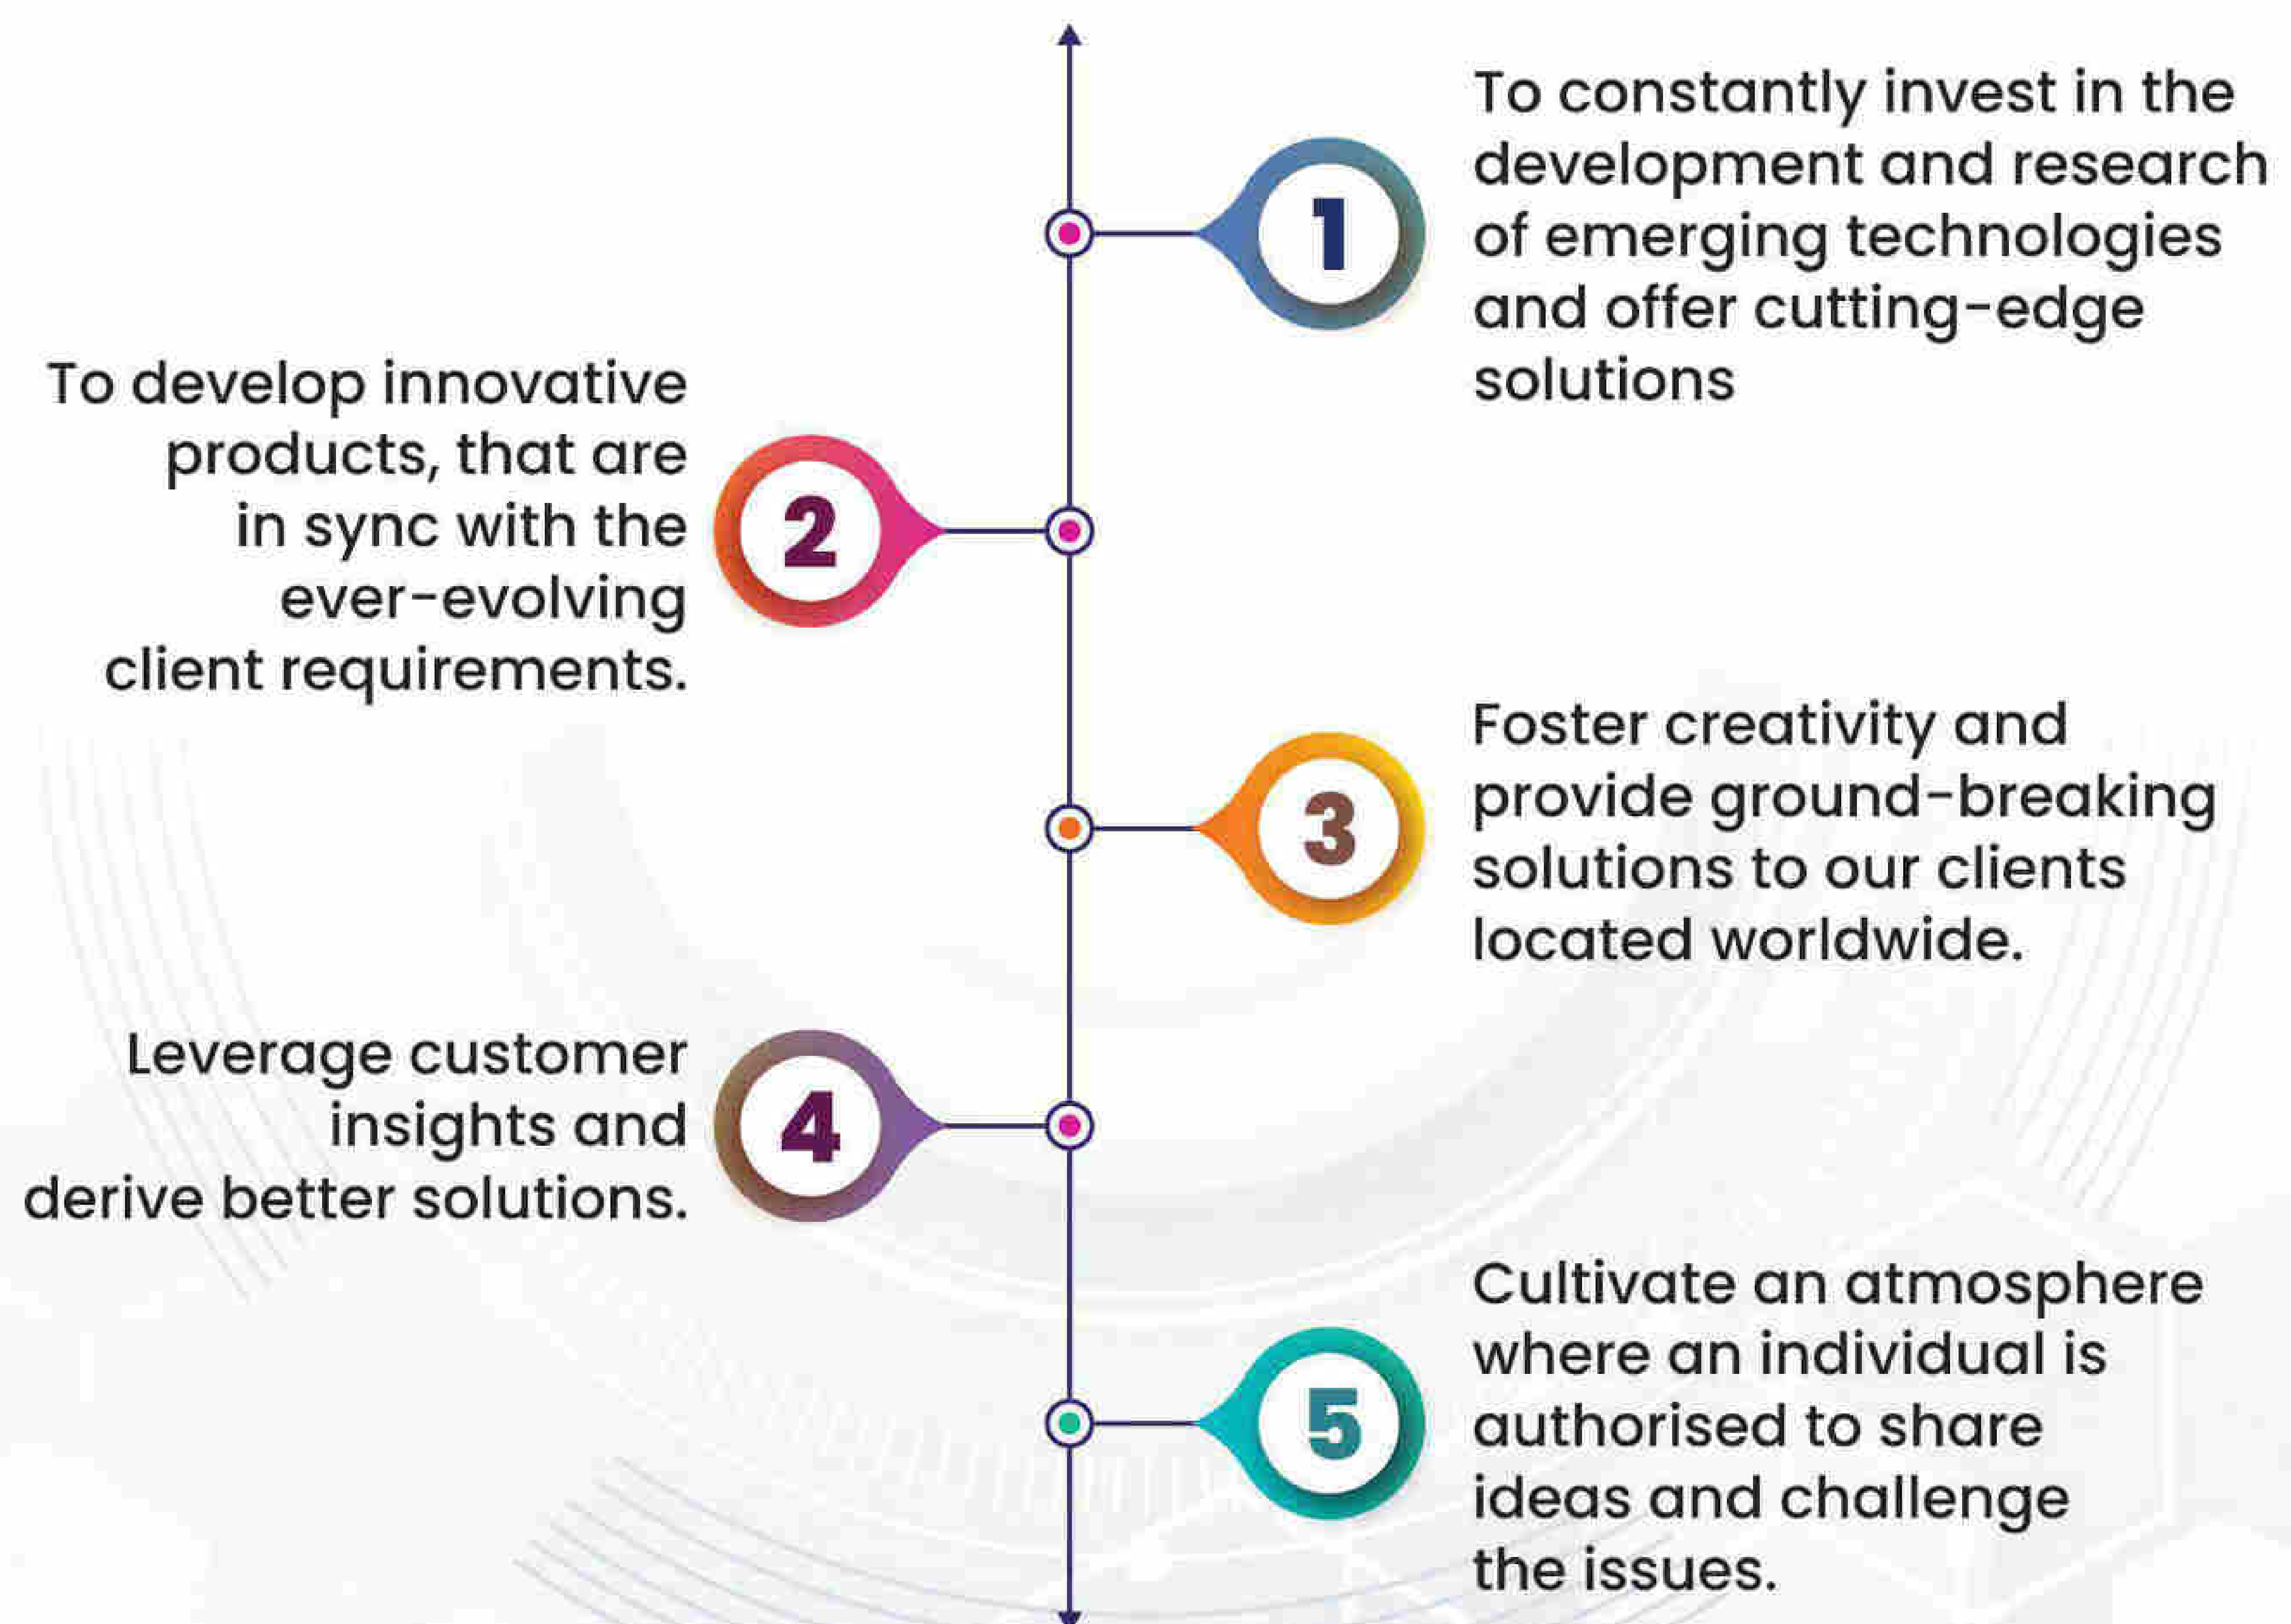 1
To constantly invest in the
development and research
of emerging technologies
and offer cutting-edge
solutions
2
To develop innovative
products, that are
in sync with the
ever-evolving
client requirements.
3
Foster creativity and
provide ground-breaking
solutions to our clients
located worldwide.
4
Leverage customer
insights and
derive better solutions.
5
Cultivate an atmosphere
where an individual is
authorised to share
ideas and challenge
the issues.